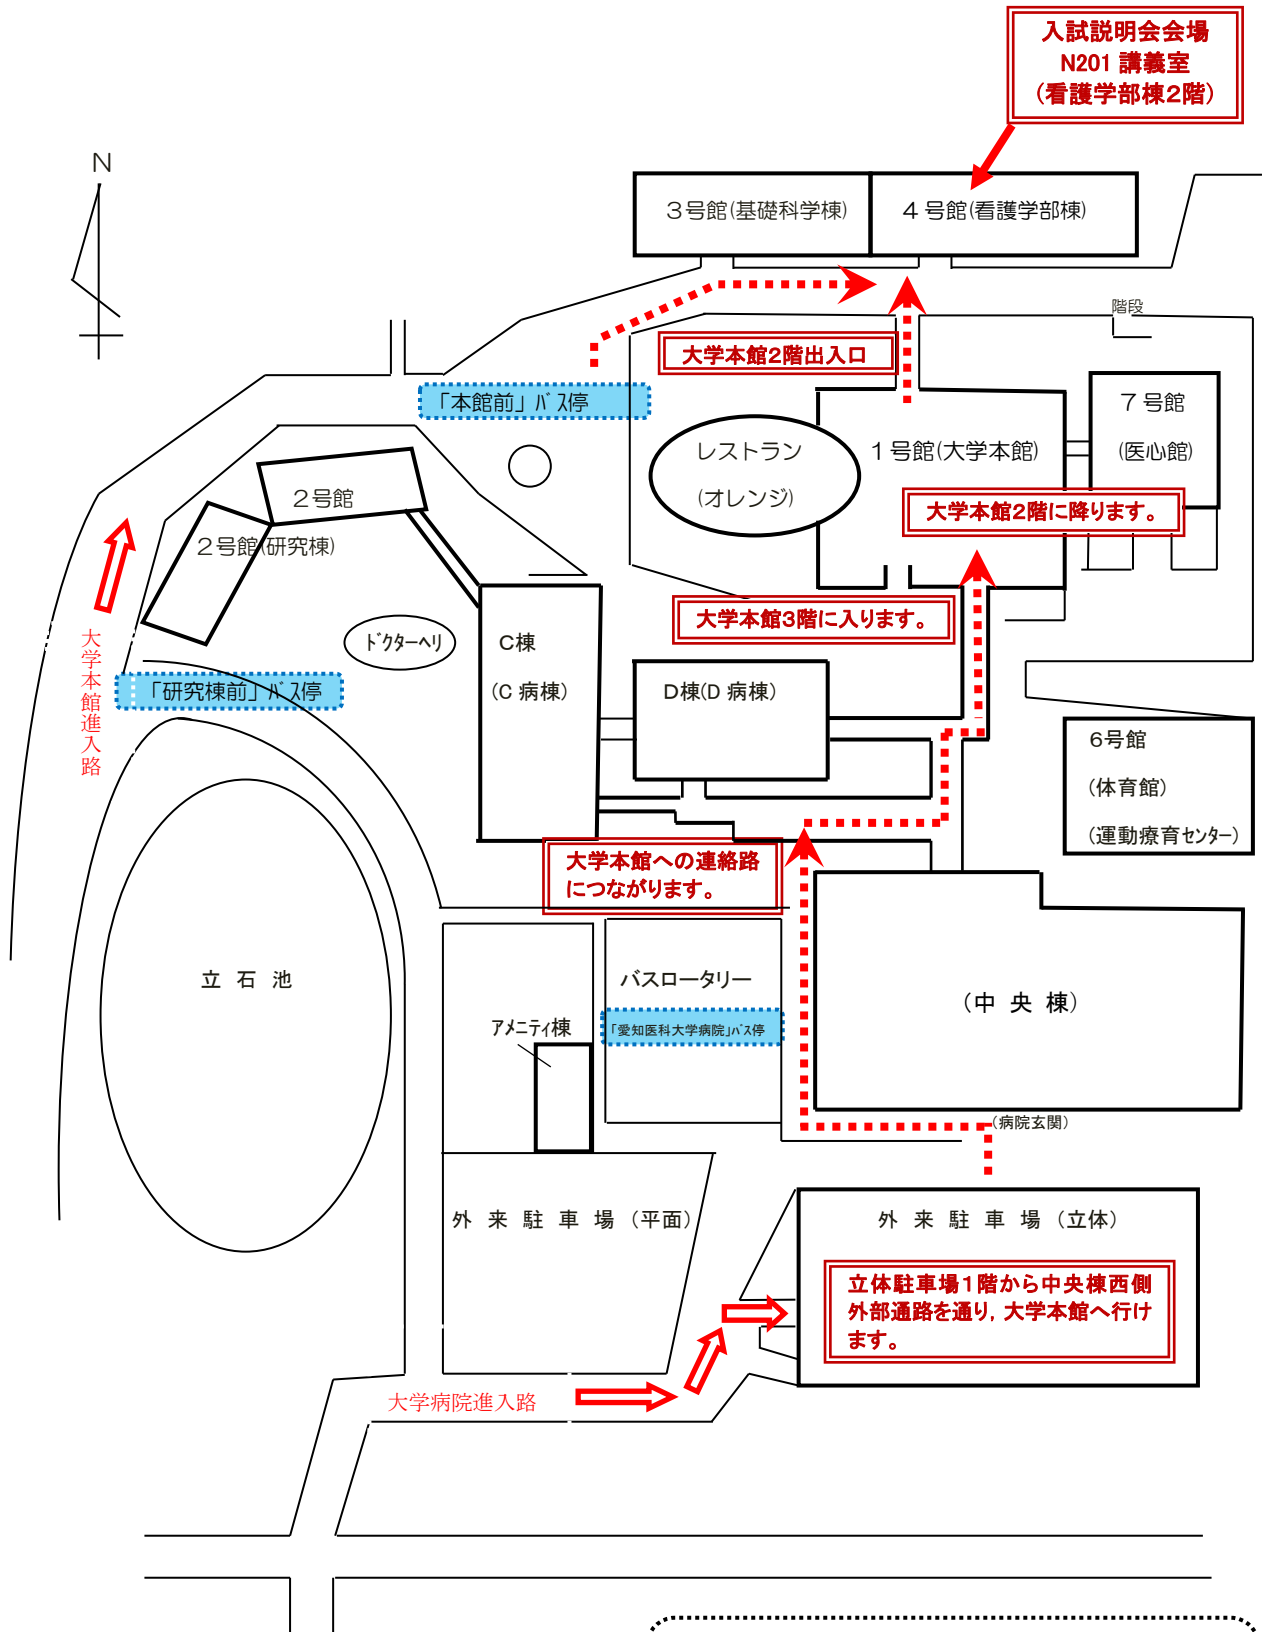 入試説明会会場
N201 講義室
(看護学部棟2階)
N
3号館(基礎科学棟)
4号館(看護学部棟)
階段
大学本館2階出入口
「本館前」バス停
7号館
(医心館)
レストラン
(オレンジ)
1号館(大学本館)
2号館
大学本館2階に降ります。
2号館(研究棟)
大学本館3階に入ります。
ドクターヘリ
C棟
(C 病棟)
D棟(D 病棟)
大学本館進入路
「研究棟前」バス停
6号館
(体育館)
(運動療育センター)
大学本館への連絡路
につながります。
立石池
バスロータリー
アメニティ棟
「愛知医科大学病院」バス停
(中央棟)
(病院玄関)
外来駐車場(平面)
外来駐車場(立体)
立体駐車場1階から中央棟西側
外部通路を通り, 大学本館へ行け
ます。
大学病院進入路